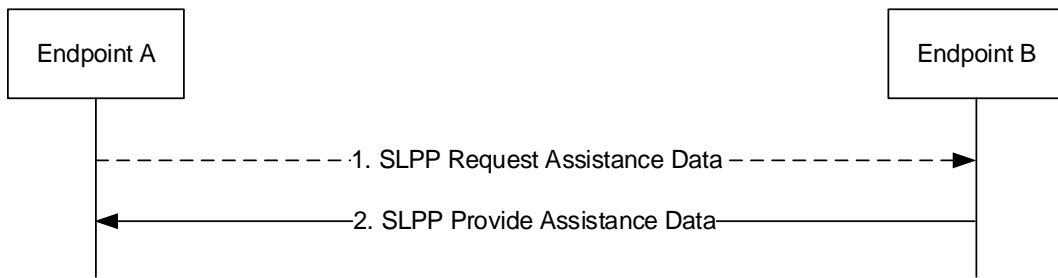 Endpoint A
Endpoint B
1. SLPP Request Assistance Data
2. SLPP Provide Assistance Data